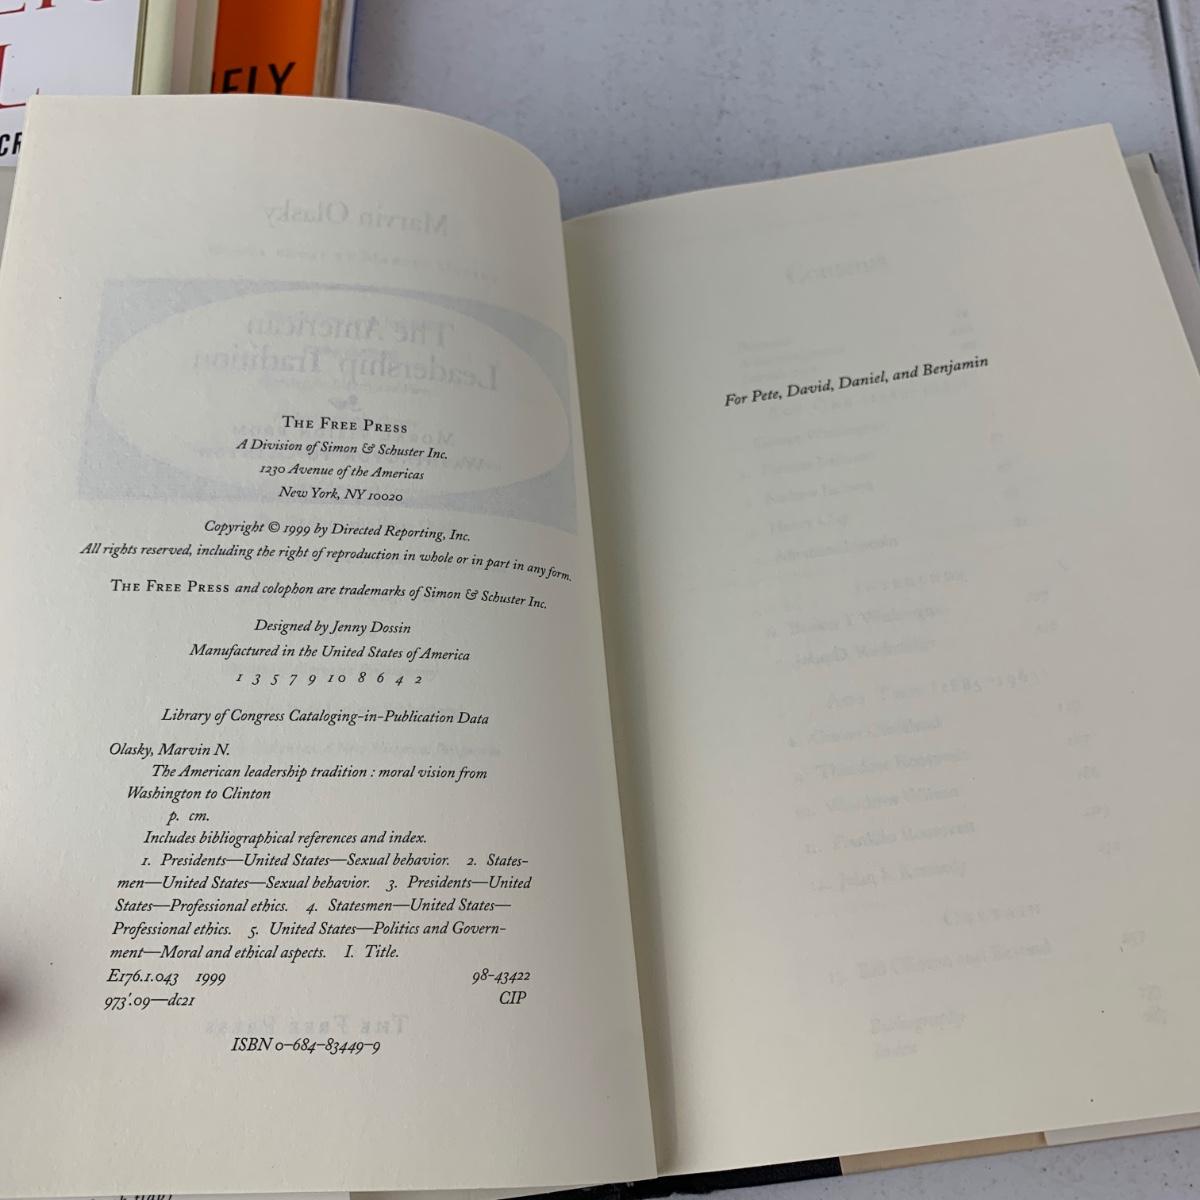 L
CR
ELY
THE FREE PRESS
A Division of Simon & Schuster Inc.
1230 Avenue of the Americas
New York, NY 10020
Copyright © 1999 by Directed Reporting, Inc.
All rights reserved, including the right of reproduction in whole or in part in any form.
THE FREE PRESS and colophon are trademarks of Simon & Schuster Inc.
Designed by Jenny Dossin
Manufactured in the United States of America
1 3 5 7 9 10 8 6 4 2
Library of Congress Cataloging-in-Publication Data
Olasky, Marvin N.
The American leadership tradition : moral vision from
Washington to Clinton
p. cm.
Includes bibliographical references and index.
1. Presidents—United States—Sexual behavior. 2. States-
men—United States—Sexual behavior. 3. Presidents—United
States—Professional ethics. 4. Statesmen—United States—
Professional ethics. 5. United States—Politics and Govern-
ment—Moral and ethical aspects. I. Title.
E176.1.043 1999 98-43422
973'.09—dc21 CIP
ISBN 0-684-83449-9
For Pete, David, Daniel, and Benjamin